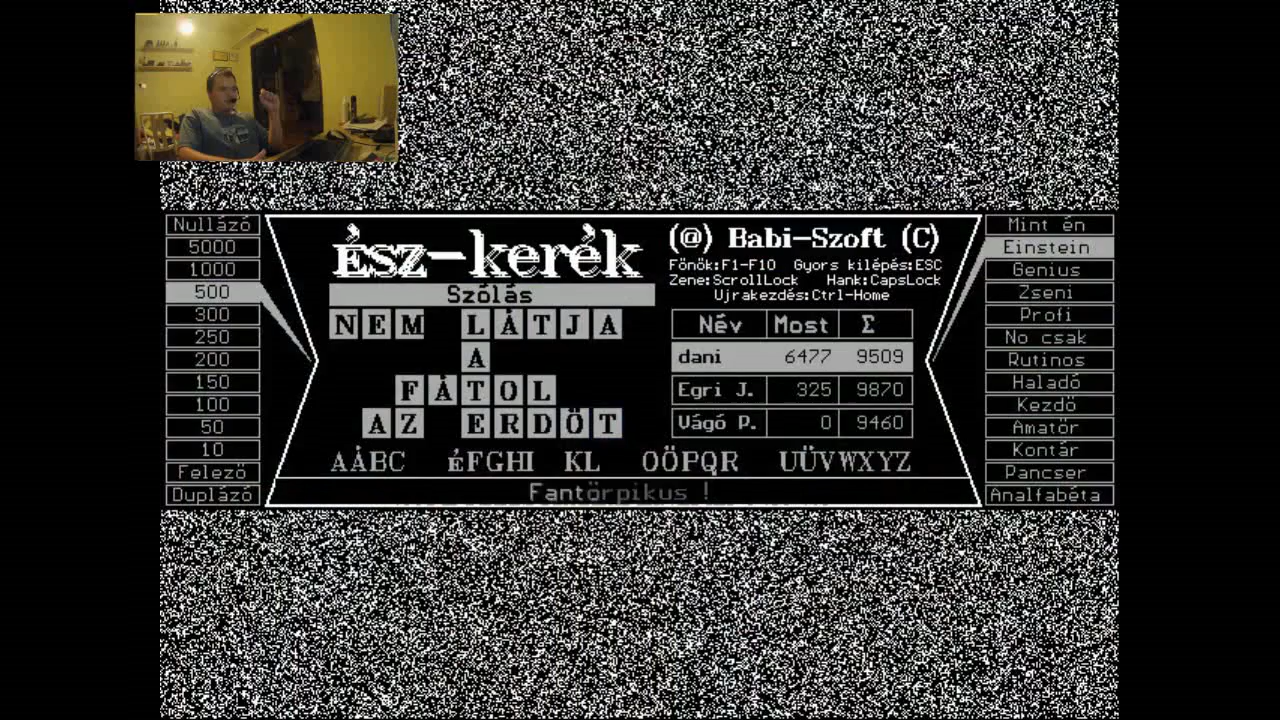 Nullázó
5000
1000
500
300
250
200
150
100
50
10
Felező
Duplázó
Ész-kerék
Szólás
NEM LÁTJA
A
FÁTOL
AZ ERDÖT
AÁBC ÉFGHI KL OÖPQR UÜVWXYZ
Fantörpikus !
(@) Babi-Szoft (C)
Fönök:F1-F10 Gyors kilépés:ESC
Zene:ScrollLock Hank:CapsLock
Ujrakezdés:Ctrl-Home
Név Most Σ
dani 6477 9509
Egri J. 325 9870
Vágó P. 0 9460
Mint én
Einstein
Genius
Zseni
Profi
No csak
Rutinos
Haladó
Kezdö
Amatör
Kontár
Pancser
Analfabéta